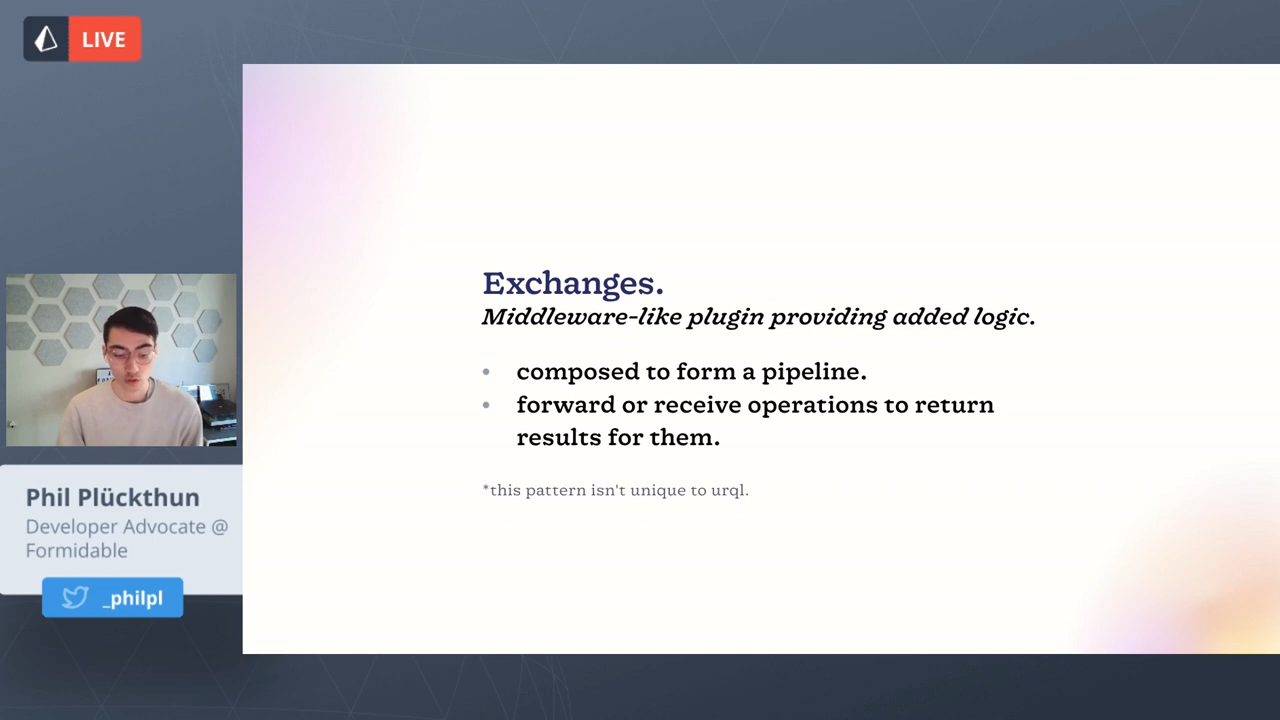 LIVE
Exchanges.
Middleware-like plugin providing added logic.
• composed to form a pipeline.
• forward or receive operations to return
results for them.
*this pattern isn't unique to urql.
Phil Plückthun
Developer Advocate @
Formidable
_philpl